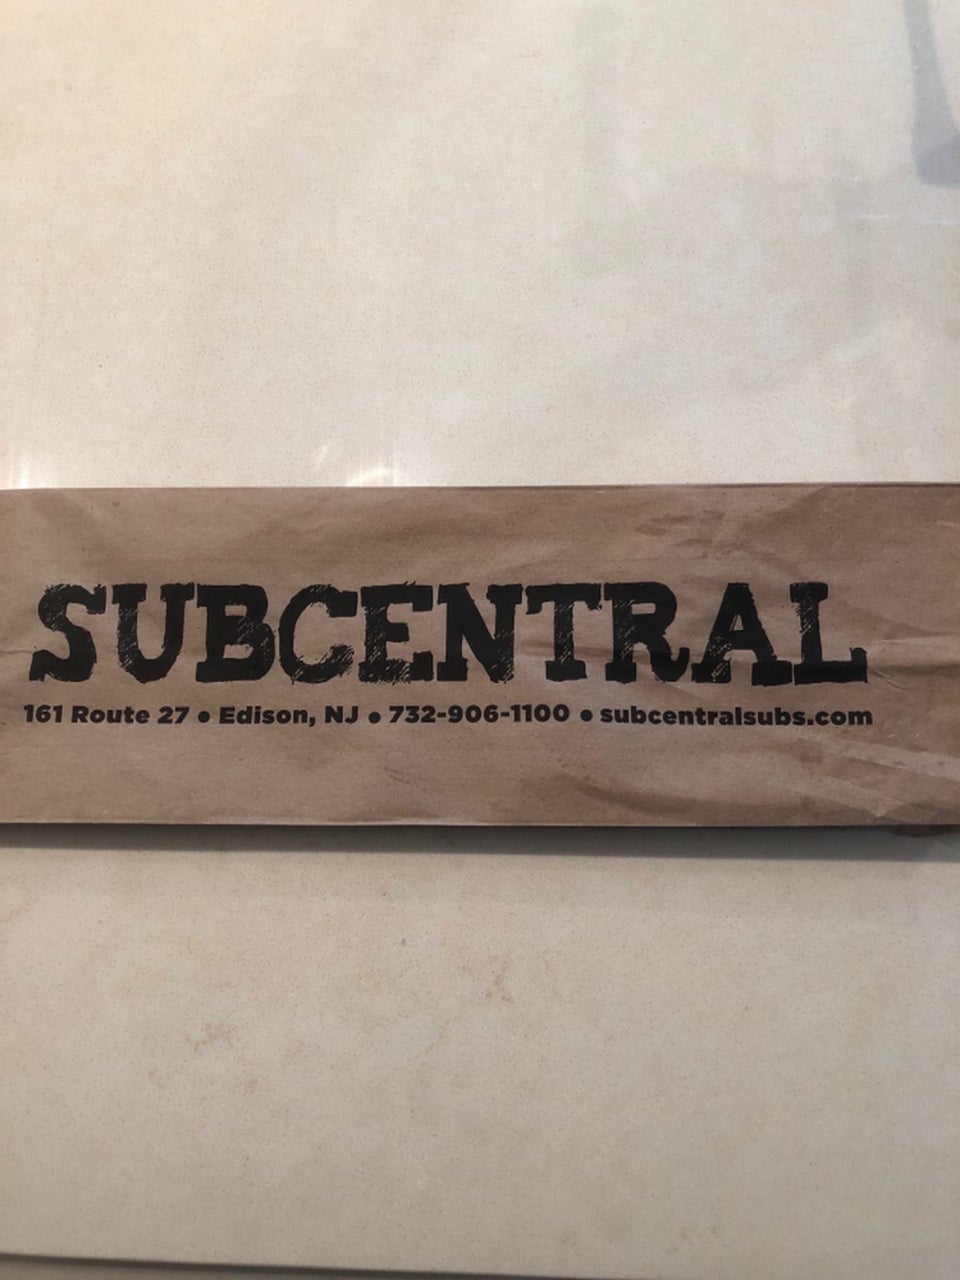 SUBCENTRAL
161 Route 27 • Edison, NJ • 732-906-1100 • subcentralsubs.com